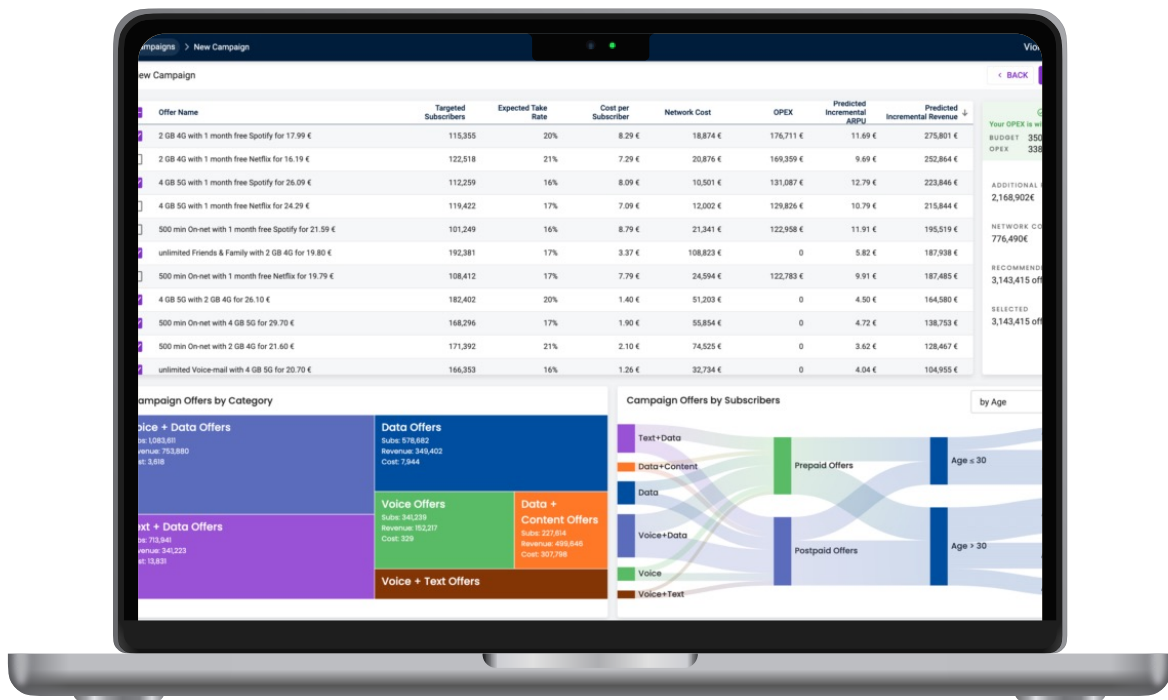 mpaigns > New Campaign
Vio
ew Campaign
< BACK
Offer Name Targeted Subscribers Expected Take Rate Cost per Subscriber Network Cost OPEX Predicted Incremental ARPU Predicted Incremental Revenue ↓
2 GB 4G with 1 month free Spotify for 17.99 € 115,355 20% 8.29 € 18,874 € 176,711 € 11.69 € 275,801 €
2 GB 4G with 1 month free Netflix for 16.19 € 122,518 21% 7.29 € 20,876 € 169,359 € 9.69 € 252,864 €
4 GB 5G with 1 month free Spotify for 26.09 € 112,259 16% 8.09 € 10,501 € 131,087 € 12.79 € 223,846 €
4 GB 5G with 1 month free Netflix for 24.29 € 119,422 17% 7.09 € 12,002 € 129,826 € 10.79 € 215,844 €
500 min On-net with 1 month free Spotify for 21.59 € 101,249 16% 8.79 € 21,341 € 122,958 € 11.91 € 195,519 €
unlimited Friends & Family with 2 GB 4G for 19.80 € 192,381 17% 3.37 € 108,823 € 0 5.82 € 187,938 €
500 min On-net with 1 month free Netflix for 19.79 € 108,412 17% 7.79 € 24,594 € 122,783 € 9.91 € 187,485 €
4 GB 5G with 2 GB 4G for 26.10 € 182,402 20% 1.40 € 51,203 € 0 4.50 € 164,580 €
500 min On-net with 4 GB 5G for 29.70 € 168,296 17% 1.90 € 55,854 € 0 4.72 € 138,753 €
500 min On-net with 2 GB 4G for 21.60 € 171,392 21% 2.10 € 74,525 € 0 3.62 € 128,467 €
unlimited Voice-mail with 4 GB 5G for 20.70 € 166,353 16% 1.26 € 32,734 € 0 4.04 € 104,955 €
Your OPEX is wi
BUDGET 350
OPEX 338
ADDITIONAL
2,168,902€
NETWORK CO
776,490€
RECOMMEND
3,143,415 off
SELECTED
3,143,415 off
ampaign Offers by Category
oice + Data Offers
bs: 1,083,611
venue: 753,880
st: 3,618
Data Offers
Subs: 578,682
Revenue: 349,402
Cost: 7,944
ext + Data Offers
bs: 713,941
venue: 341,223
st: 13,831
Voice Offers
Subs: 341,239
Revenue: 152,217
Cost: 329
Data +
Content Offers
Subs: 227,614
Revenue: 499,646
Cost: 307,798
Voice + Text Offers
Campaign Offers by Subscribers
by Age
Text+Data
Data+Content
Data
Voice+Data
Voice
Voice+Text
Prepaid Offers
Postpaid Offers
Age ≤ 30
Age > 30